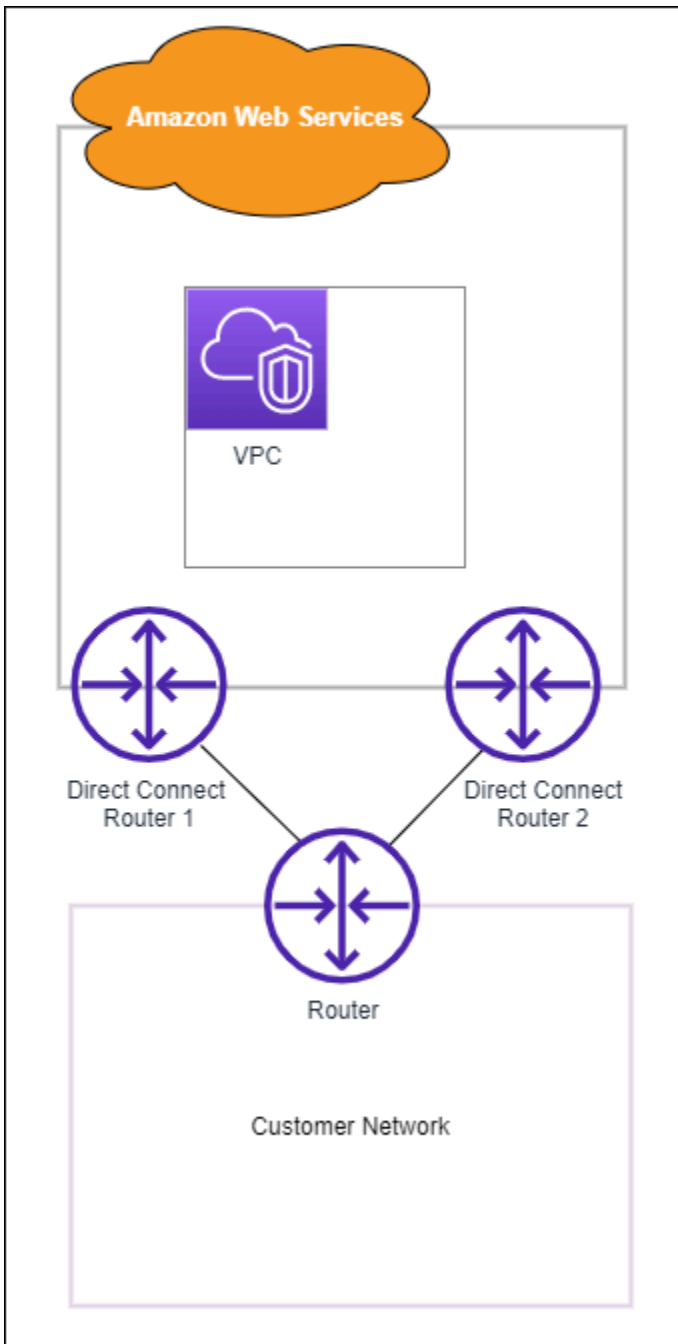 Amazon Web Services
VPC
Direct Connect
Router 1
Direct Connect
Router 2
Router
Customer Network